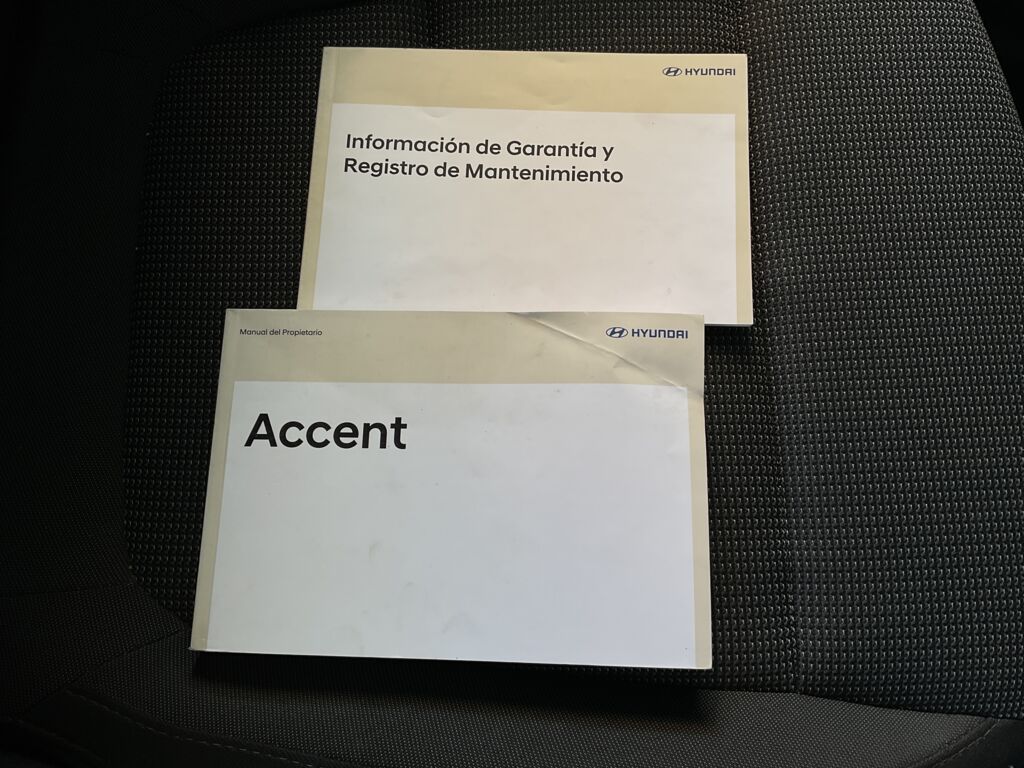 HYUNDAI
Información de Garantía y
Registro de Mantenimiento
Manual del Propietario
HYUNDAI
Accent